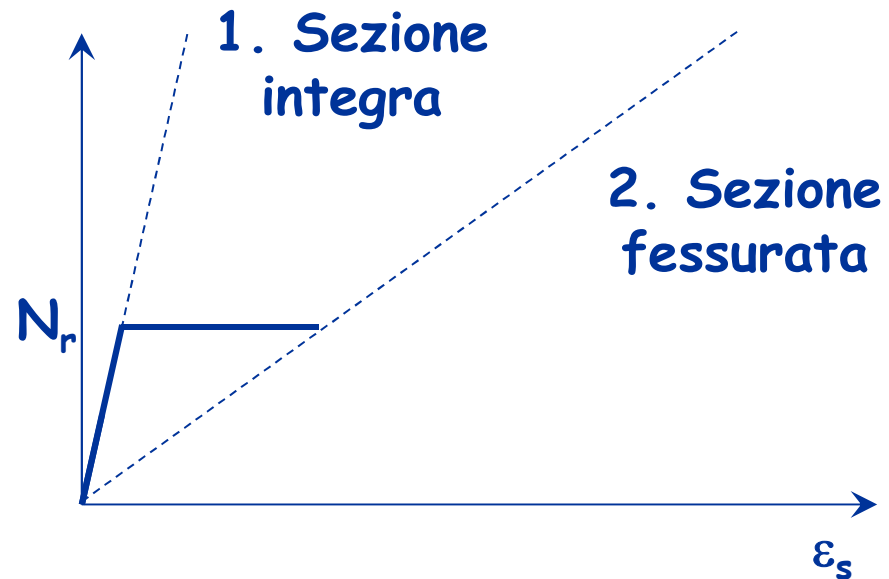 1. Sezione
integra
2. Sezione
fessurata
Nr
εs